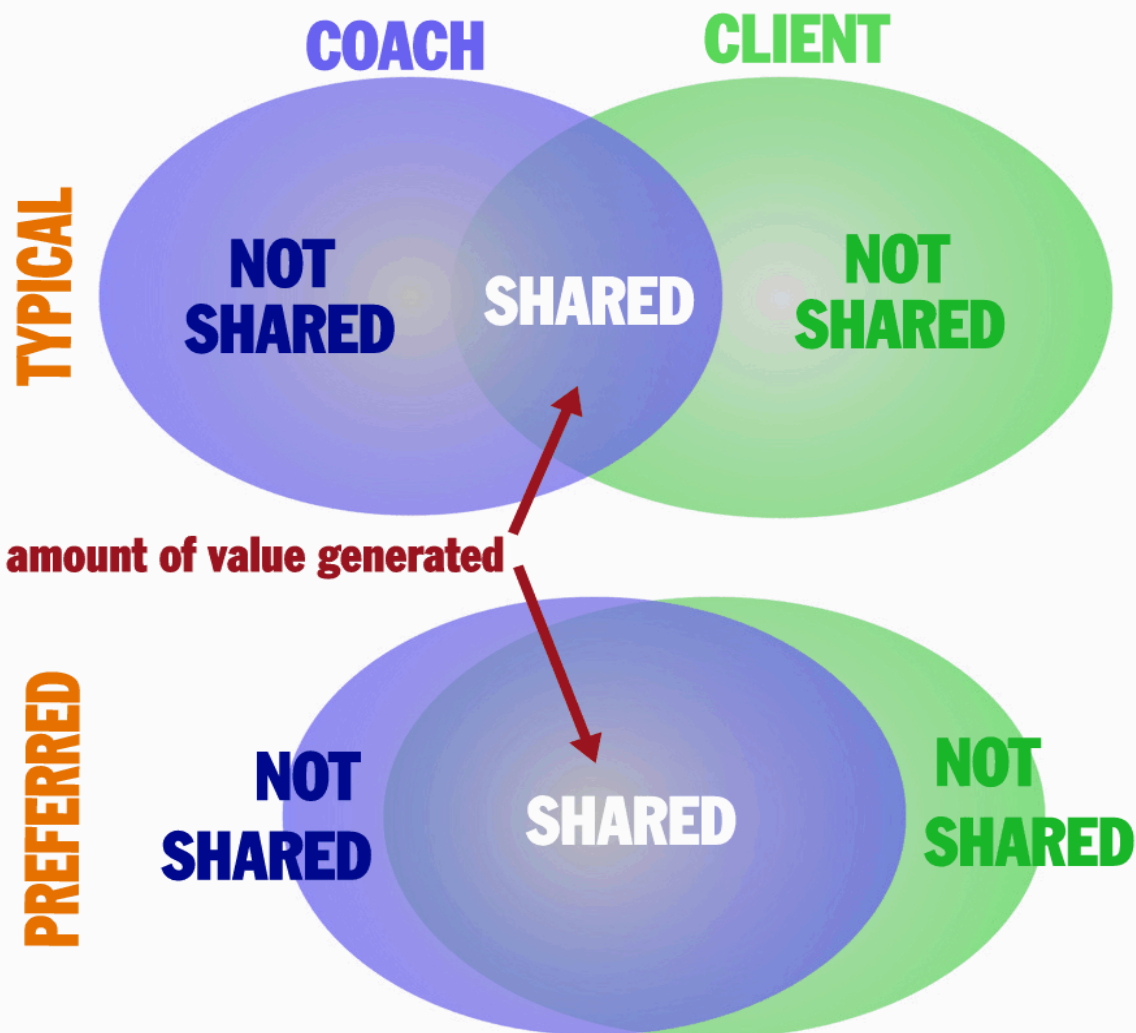 COACH
CLIENT
TYPICAL
NOT
SHARED
SHARED
NOT
SHARED
amount of value generated
PREFERRED
NOT
SHARED
SHARED
NOT
SHARED